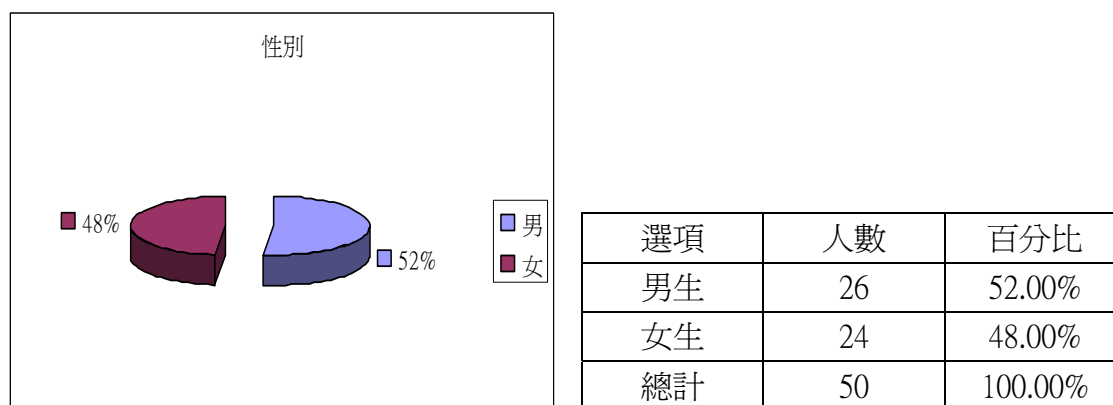 性別
48%
52%
男
女
選項 人數 百分比
男生 26 52.00%
女生 24 48.00%
總計 50 100.00%